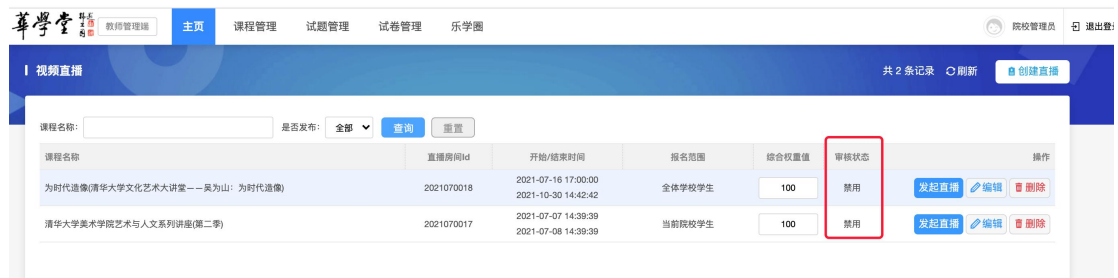 華學堂 教师管理端 主页 课程管理 试题管理 试卷管理 乐学圈 院校管理员 退出登
视频直播 共 2 条记录 刷新 创建直播
课程名称: 是否发布: 全部 查询 重置
课程名称 直播房间Id 开始/结束时间 报名范围 综合权重值 审核状态 操作
为时代造像(清华大学文化艺术大讲堂——吴为山：为时代造像) 2021070018 2021-07-16 17:00:00 全体学校学生 100 禁用 发起直播 编辑 删除
2021-10-30 14:42:42
清华大学美术学院艺术与人文系列讲座(第二季) 2021070017 2021-07-07 14:39:39 当前院校学生 100 禁用 发起直播 编辑 删除
2021-07-08 14:39:39